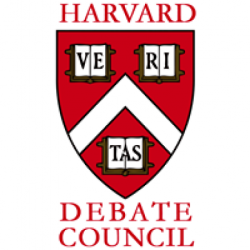 HARVARD
VE RI
TAS
DEBATE
COUNCIL